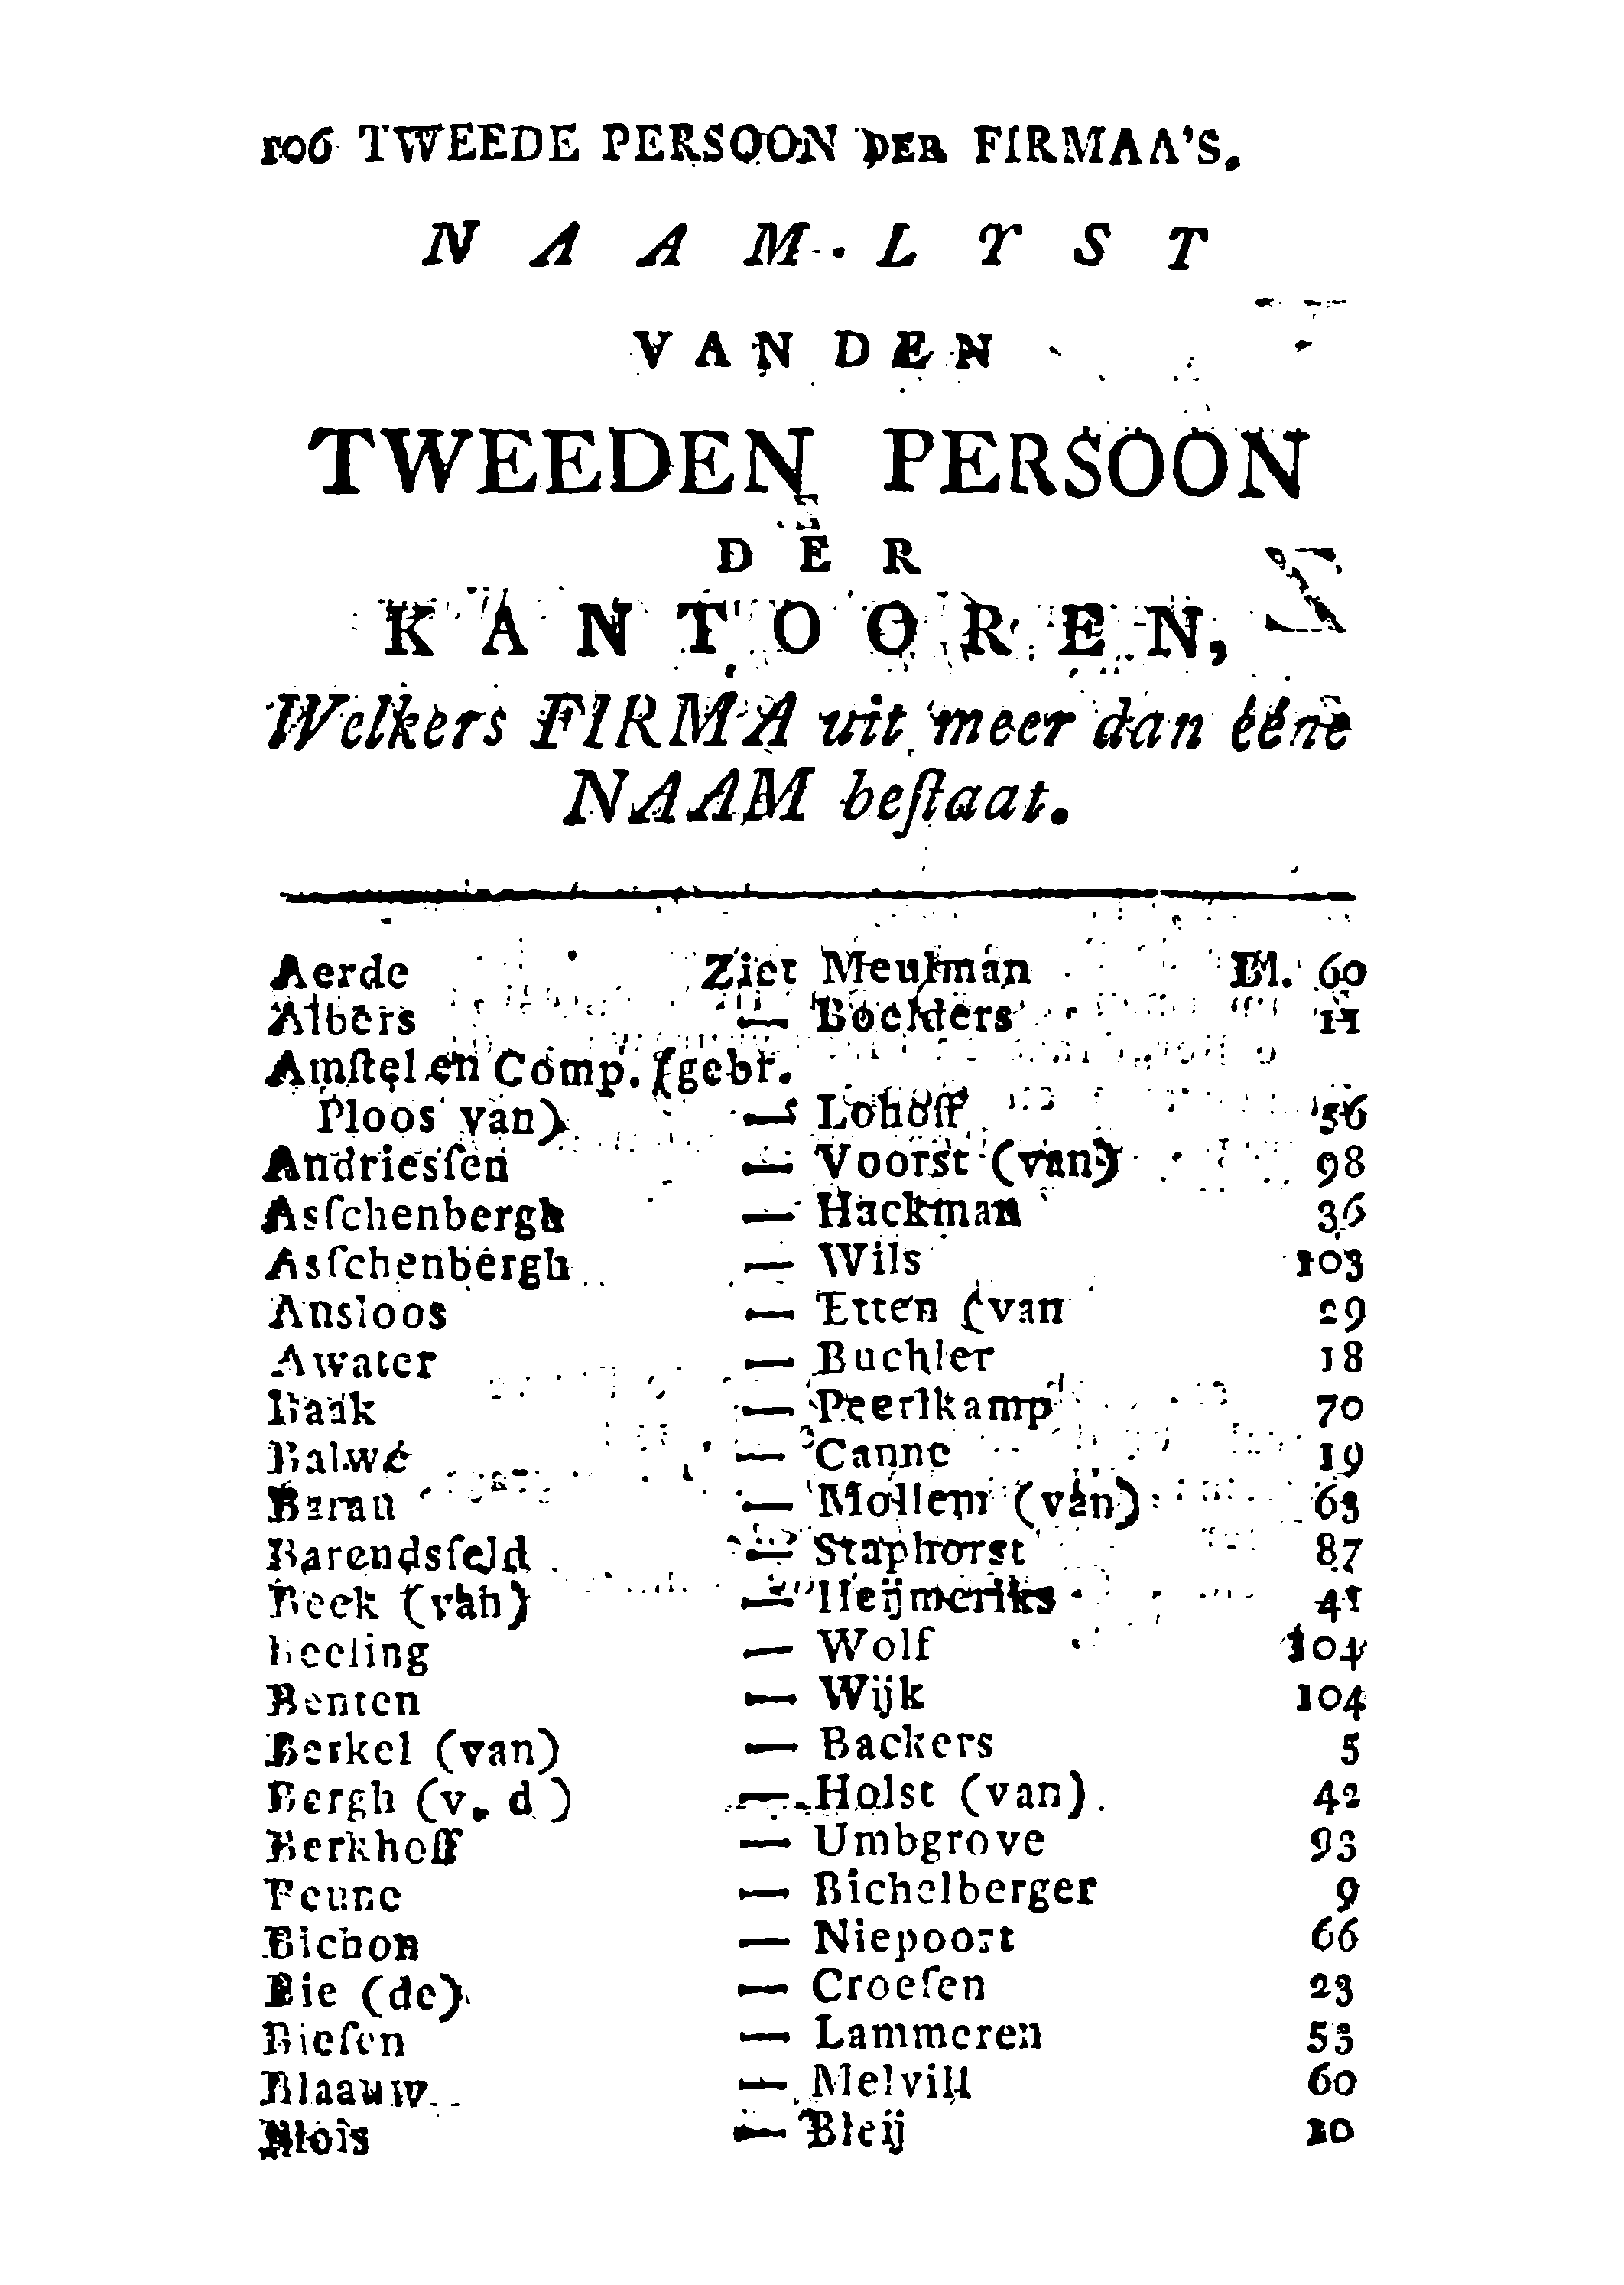 106 TWEEDE PERSOON DER FIRMAA'S.
NAAM-LYST
VAN DEN
TWEEDEN PERSOON
DER
KANTOOREN,
Welkers FIRMA uit meer dan ééne
NAAM beſtaat.
Aerde Ziet Meulman Bl. 60
Albers — Boelders 11
Amſtel en Comp. (gebr.
Ploos van) — Lohoff 56
Andriesſen — Voorst (van) 98
Asſchenbergh — Hackman 36
Asſchenbergh — Wils 103
Ansloos — Etten (van 29
Awater — Buchler 18
Baak — Peerlkamp 70
Balwé — Canne 19
Barau — Mollem (van) 63
Barendsſeld — Staphorst 87
Beek (van) — Heijmeriks 41
Beeling — Wolf 104
Benten — Wijk 104
Berkel (van) — Backers 5
Bergh (v. d) — Holst (van) 42
Berkhoff — Umbgrove 93
Beune — Bichelberger 9
Bichon — Niepoort 66
Bie (de) — Croeſen 23
Bieſen — Lammeren 53
Blaauw — Melvill 60
Blois — Bleij 10